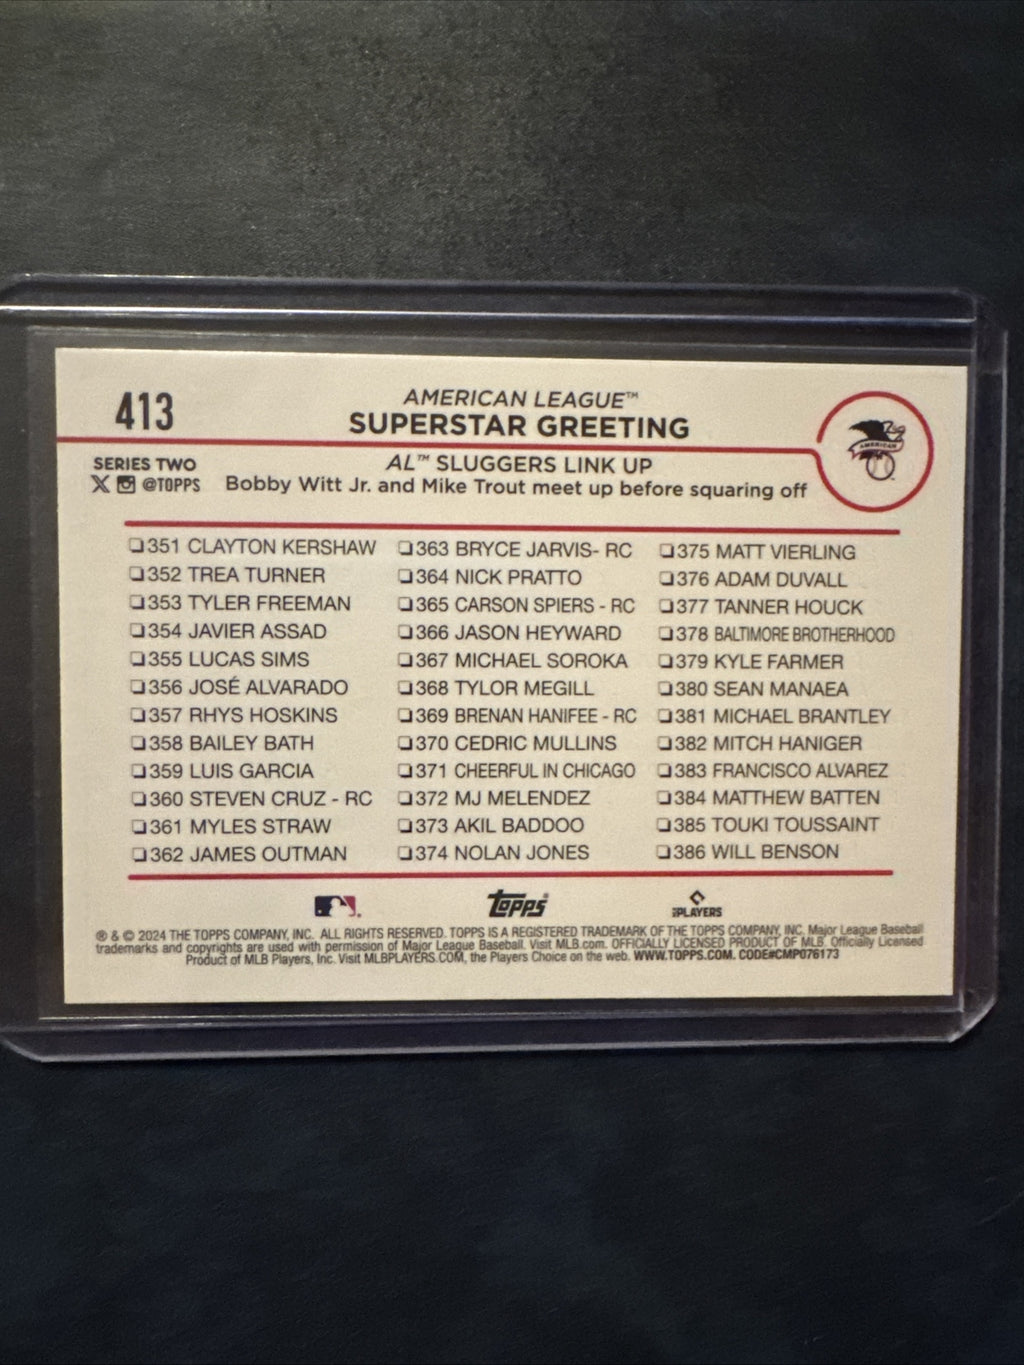 413
AMERICAN LEAGUE™
SUPERSTAR GREETING
AMERICAN
SERIES TWO
@TOPPS
AL™ SLUGGERS LINK UP
Bobby Witt Jr. and Mike Trout meet up before squaring off
351 CLAYTON KERSHAW
352 TREA TURNER
353 TYLER FREEMAN
354 JAVIER ASSAD
355 LUCAS SIMS
356 JOSÉ ALVARADO
357 RHYS HOSKINS
358 BAILEY BATH
359 LUIS GARCIA
360 STEVEN CRUZ - RC
361 MYLES STRAW
362 JAMES OUTMAN
363 BRYCE JARVIS- RC
364 NICK PRATTO
365 CARSON SPIERS - RC
366 JASON HEYWARD
367 MICHAEL SOROKA
368 TYLOR MEGILL
369 BRENAN HANIFEE - RC
370 CEDRIC MULLINS
371 CHEERFUL IN CHICAGO
372 MJ MELENDEZ
373 AKIL BADDOO
374 NOLAN JONES
375 MATT VIERLING
376 ADAM DUVALL
377 TANNER HOUCK
378 BALTIMORE BROTHERHOOD
379 KYLE FARMER
380 SEAN MANAEA
381 MICHAEL BRANTLEY
382 MITCH HANIGER
383 FRANCISCO ALVAREZ
384 MATTHEW BATTEN
385 TOUKI TOUSSAINT
386 WILL BENSON
Topps®
PLAYERS
® & © 2024 THE TOPPS COMPANY, INC. ALL RIGHTS RESERVED. TOPPS IS A REGISTERED TRADEMARK OF THE TOPPS COMPANY, INC. Major League Baseball
trademarks and copyrights are used with permission of Major League Baseball. Visit MLB.com. OFFICIALLY LICENSED PRODUCT OF MLB. Officially Licensed
Product of MLB Players, Inc. Visit MLBPLAYERS.COM, the Players Choice on the web. WWW.TOPPS.COM. CODE#CMP076173